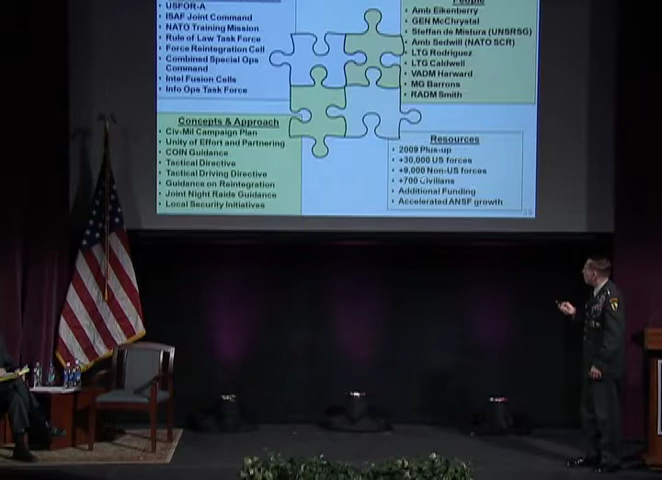 • USFOR-A
• ISAF Joint Command
• NATO Training Mission
• Rule of Law Task Force
• Force Reintegration Cell
• Combined Special Ops
Command
• Intel Fusion Cells
• Info Ops Task Force
People
• Amb Eikenberry
• GEN McChrystal
• Steffan de Mistura (UNSRSG)
• Amb Sedwill (NATO SCR)
• LTG Rodriguez
• LTG Caldwell
• VADM Harward
• MG Barrons
• RADM Smith
Concepts & Approach
• Civ-Mil Campaign Plan
• Unity of Effort and Partnering
• COIN Guidance
• Tactical Directive
• Tactical Driving Directive
• Guidance on Reintegration
• Joint Night Raids Guidance
• Local Security Initiatives
Resources
• 2009 Plus-up
• +30,000 US forces
• +9,000 Non-US forces
• +700 Civilians
• Additional Funding
• Accelerated ANSF growth